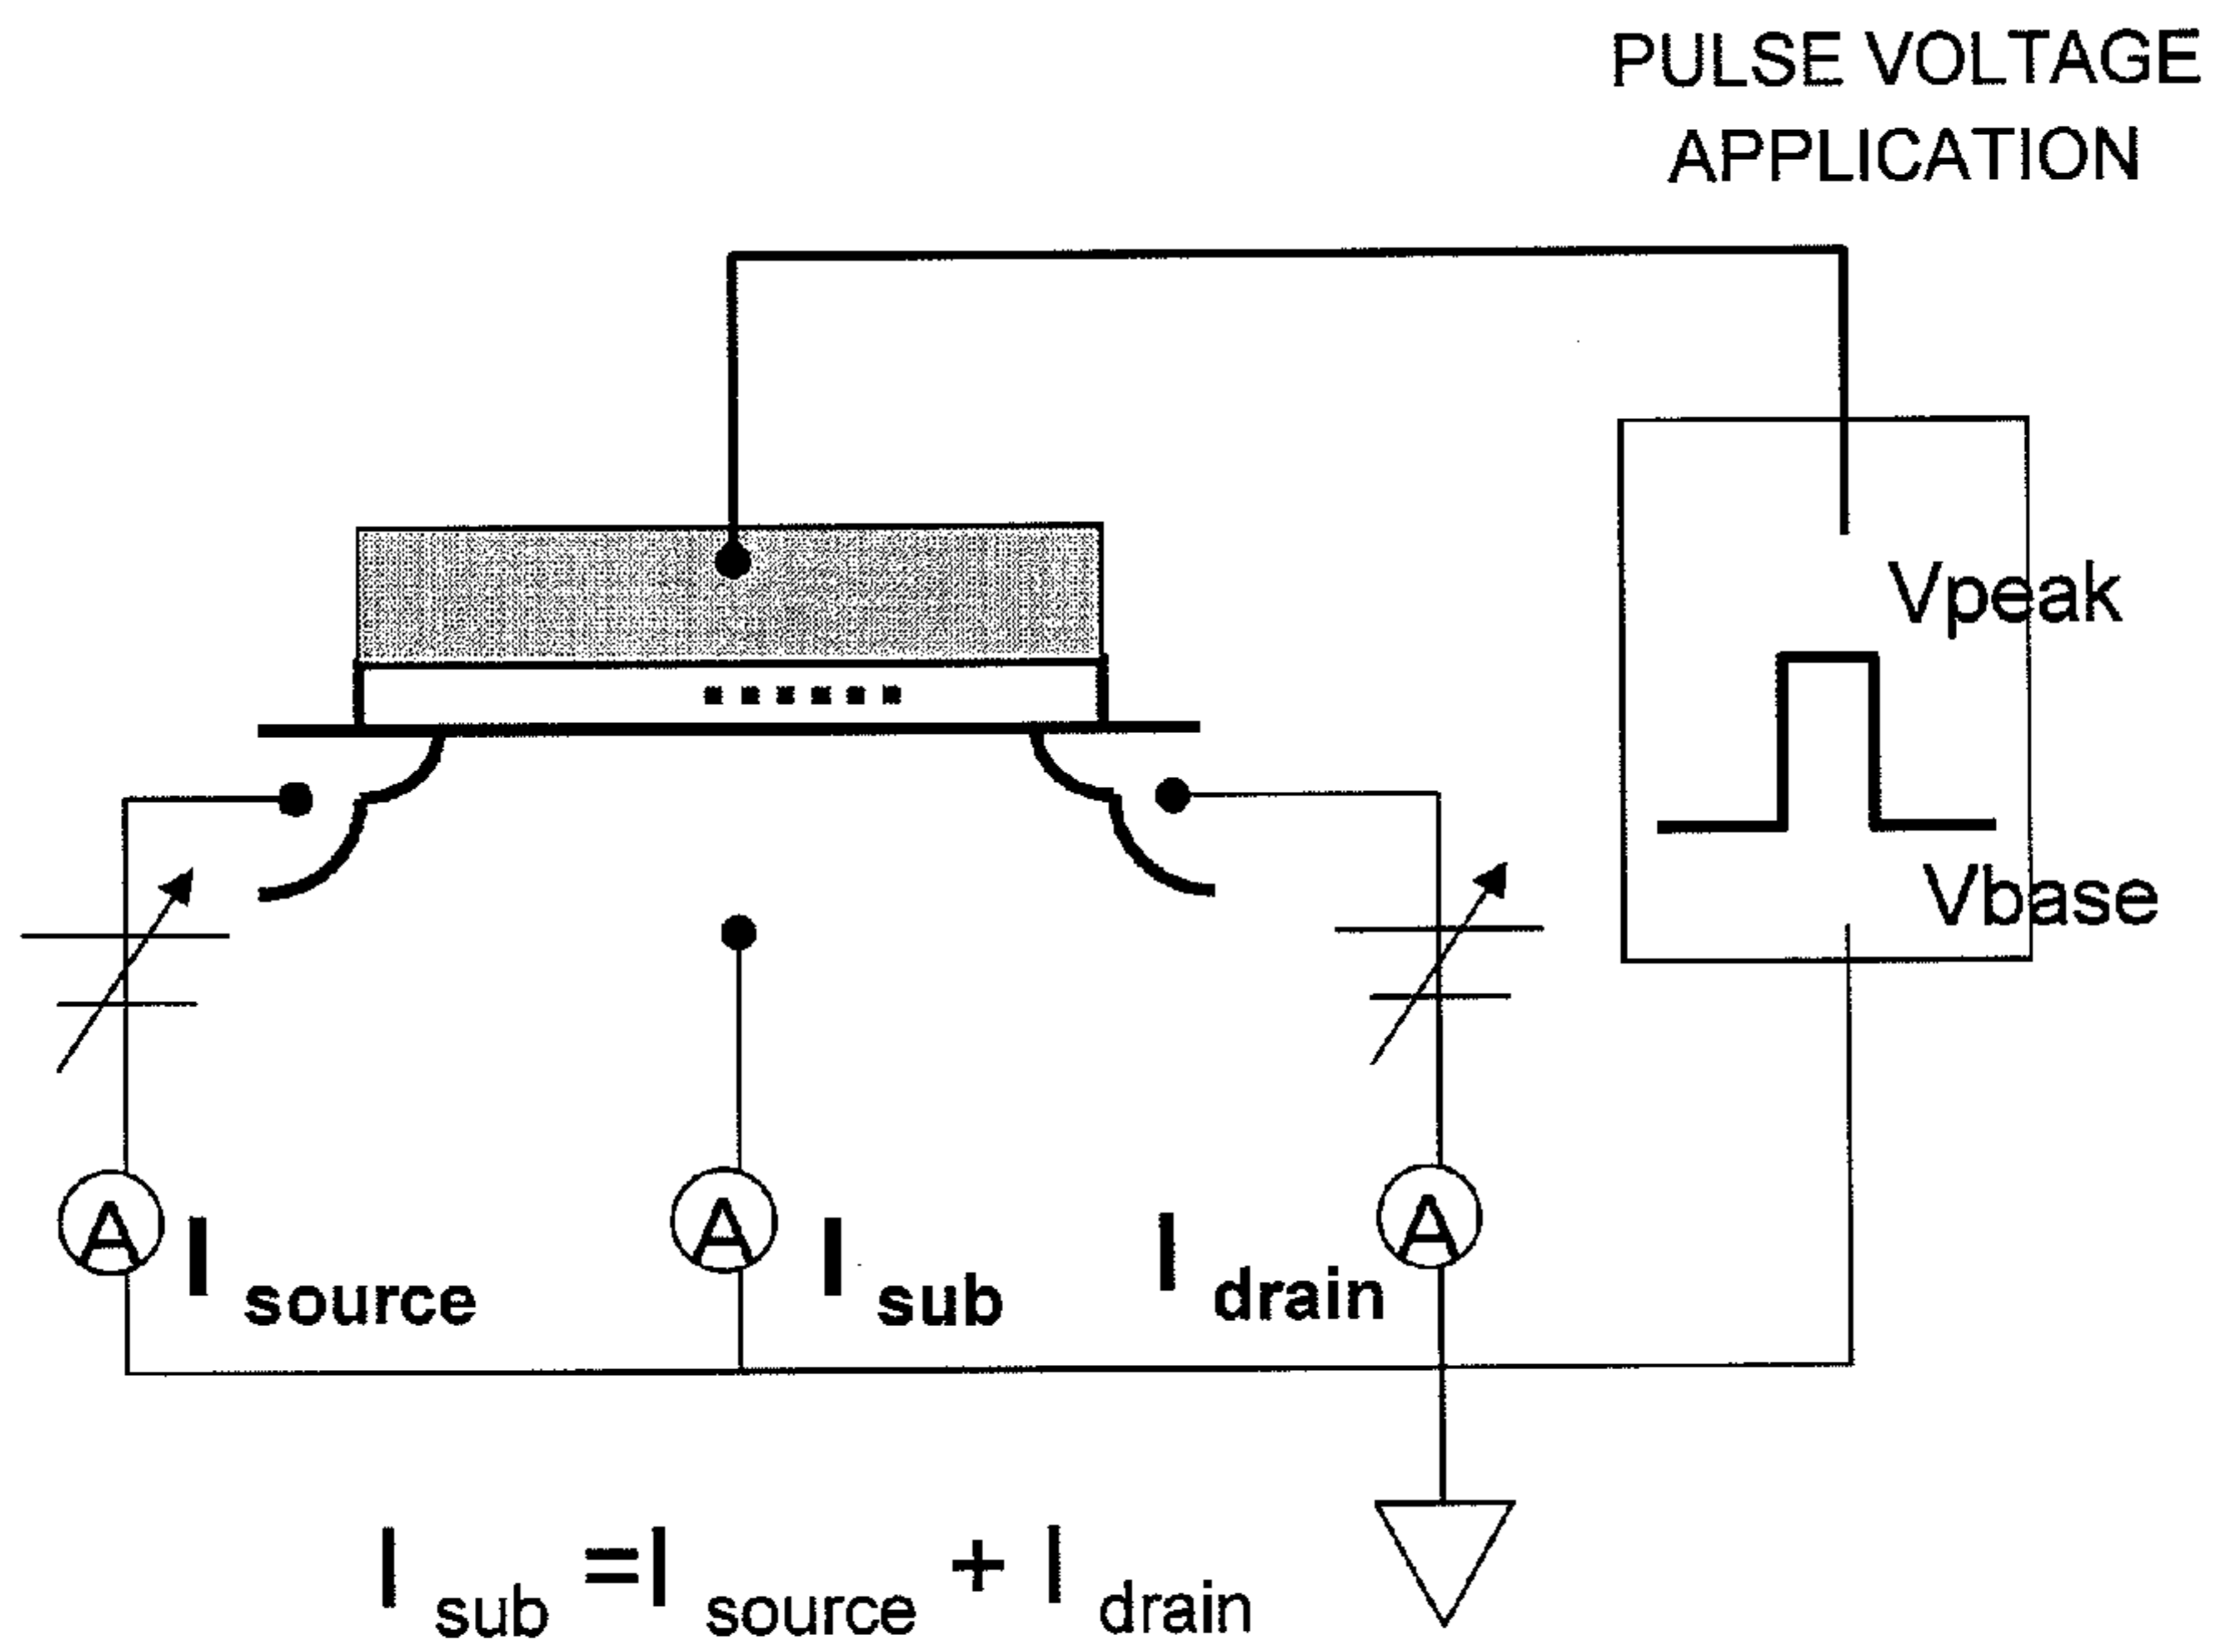 PULSE VOLTAGE
APPLICATION
Vpeak
Vbase
A I source
A I sub
I drain A
I sub =I source + I drain